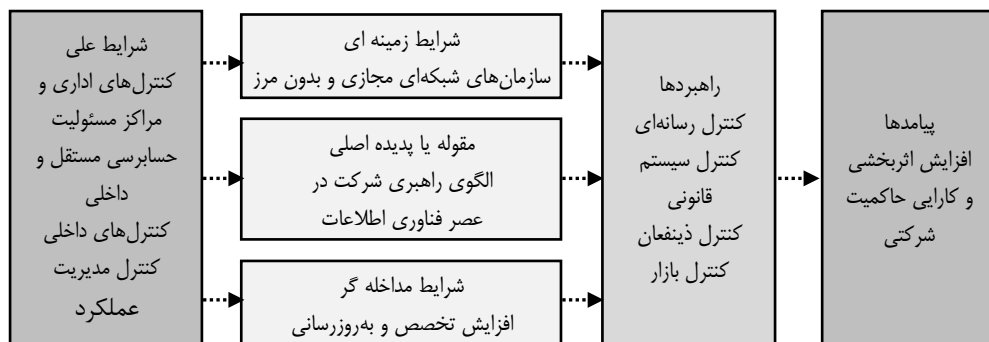 شرایط علی
کنترل‌های اداری و
مراکز مسئولیت
حسابرسی مستقل و
داخلی
کنترل‌های داخلی
کنترل مدیریت
عملکرد
شرایط زمینه ای
سازمان‌های شبکه‌ای مجازی و بدون مرز
مقوله یا پدیده اصلی
الگوی راهبری شرکت در
عصر فناوری اطلاعات
شرایط مداخله گر
افزایش تخصص و به‌روزرسانی
راهبردها
کنترل رسانه‌ای
کنترل سیستم
قانونی
کنترل ذینفعان
کنترل بازار
پیامدها
افزایش اثربخشی
و کارایی حاکمیت
شرکتی